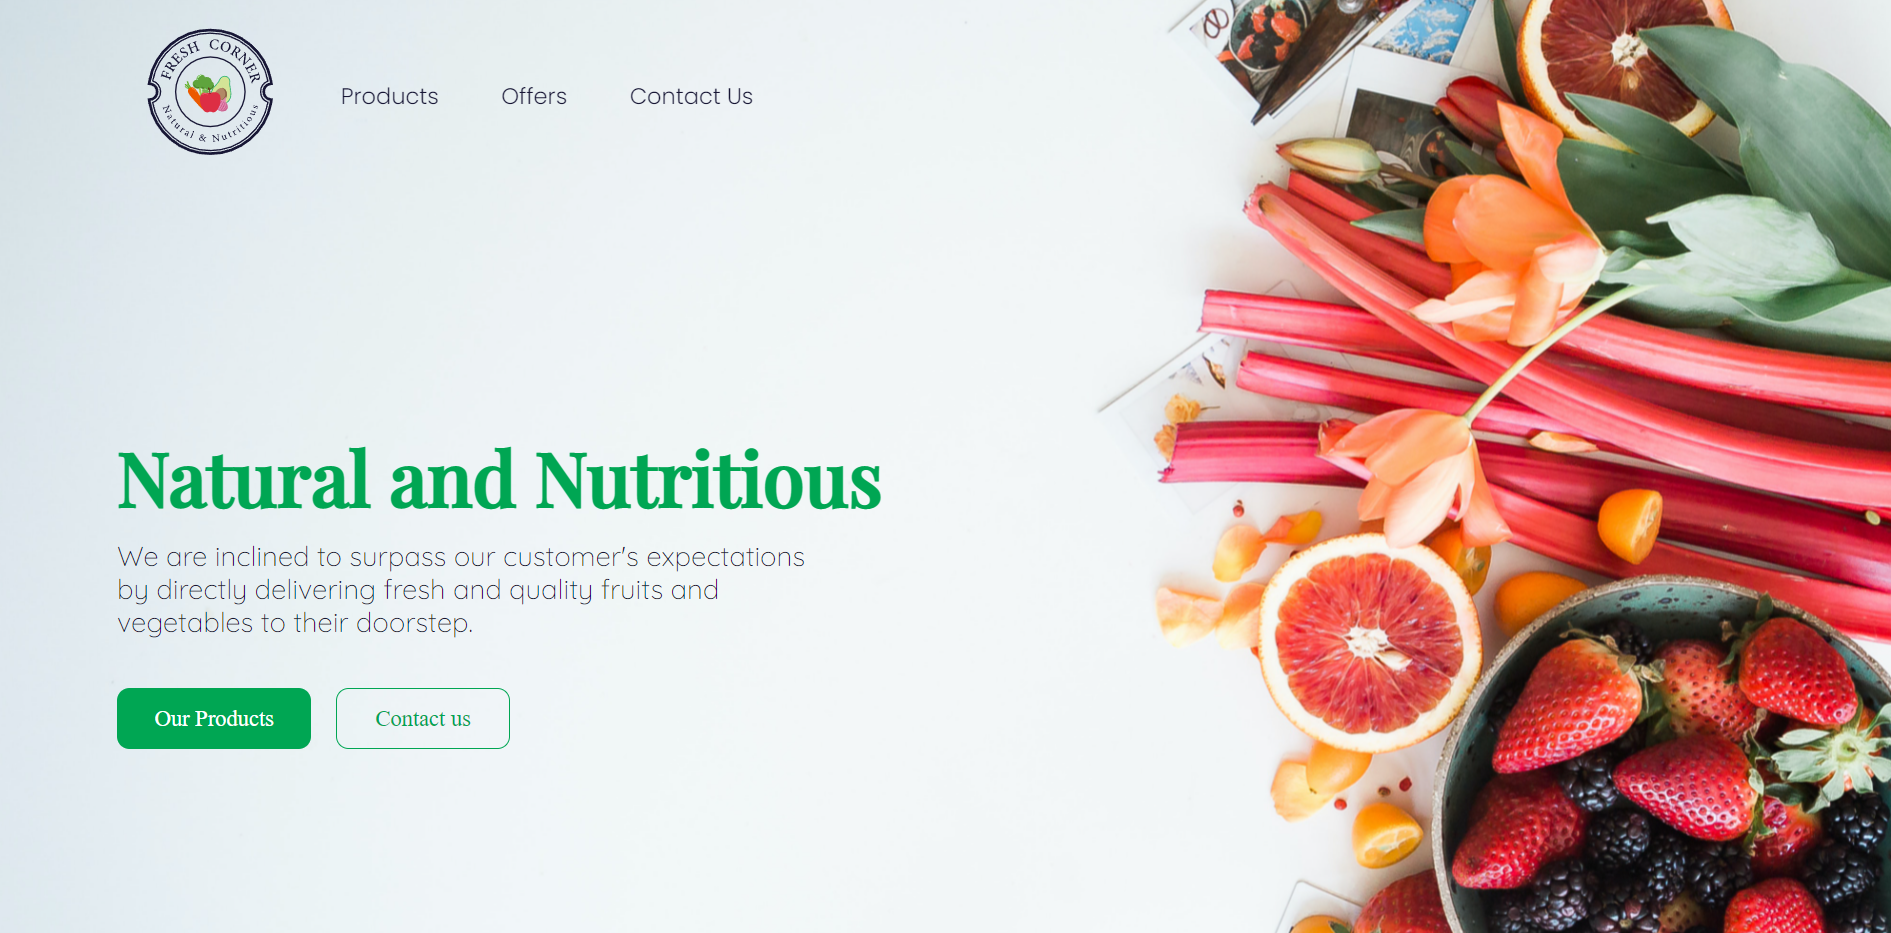 FRESH CORNER
Natural & Nutritious
Products
Offers
Contact Us
Natural and Nutritious
We are inclined to surpass our customer's expectations
by directly delivering fresh and quality fruits and
vegetables to their doorstep.
Our Products
Contact us